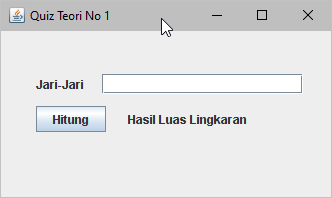 Quiz Teori No 1
Jari-Jari
Hitung Hasil Luas Lingkaran